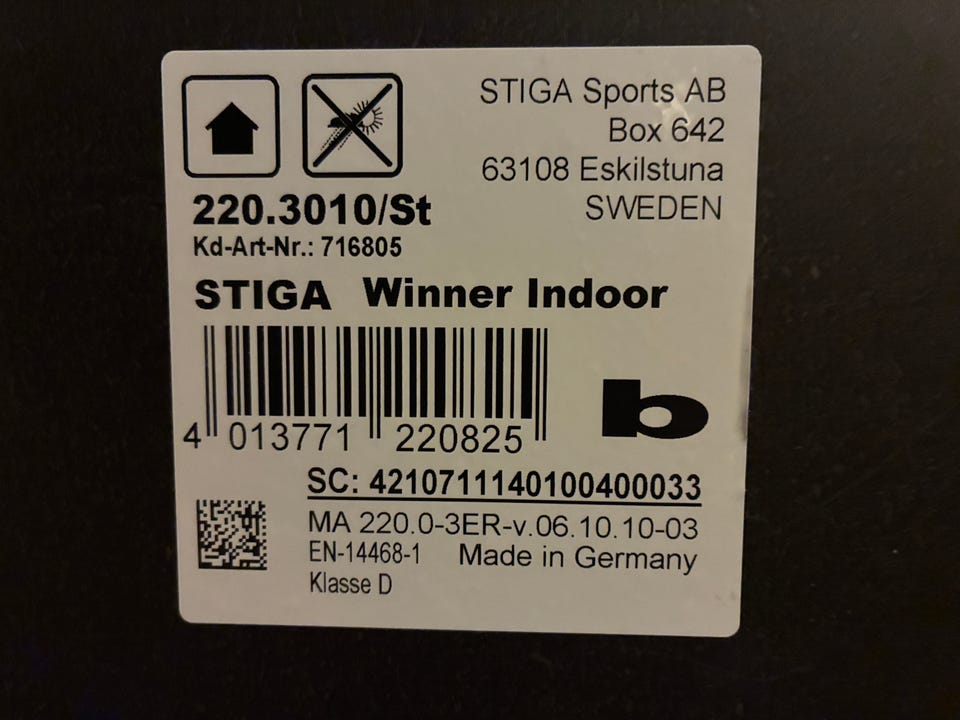 STIGA Sports AB
Box 642
63108 Eskilstuna
SWEDEN
220.3010/St
Kd-Art-Nr.: 716805
STIGA Winner Indoor
4 013771 220825
b
SC: 4210711140100400033
MA 220.0-3ER-v.06.10.10-03
EN-14468-1 Made in Germany
Klasse D